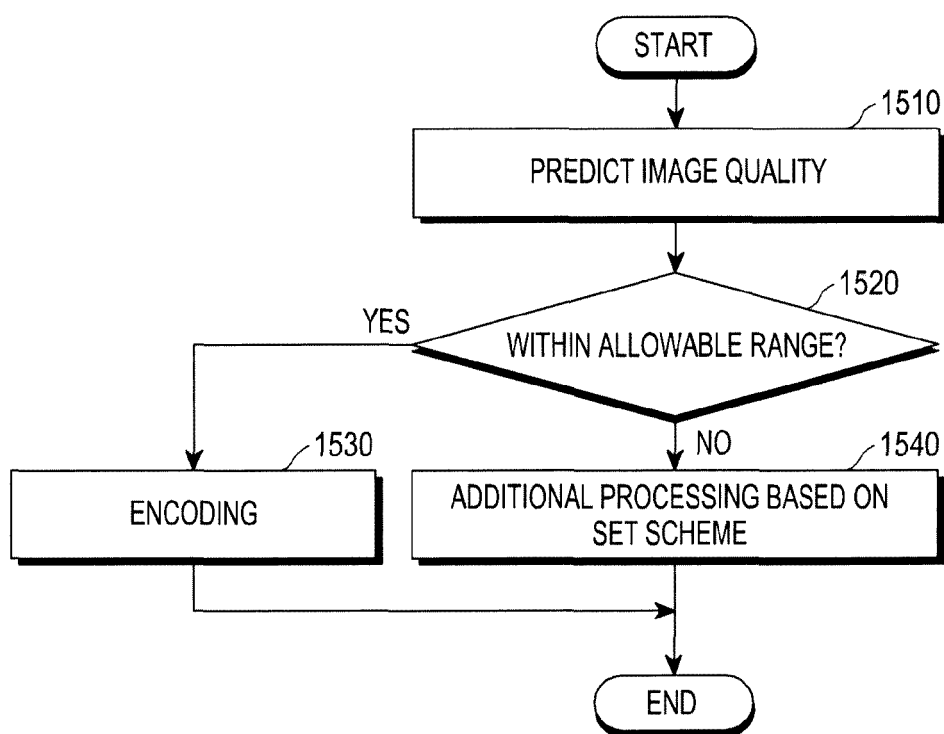 START
1510
PREDICT IMAGE QUALITY
1520
YES
WITHIN ALLOWABLE RANGE?
NO
1530
1540
ENCODING
ADDITIONAL PROCESSING BASED ON
SET SCHEME
END